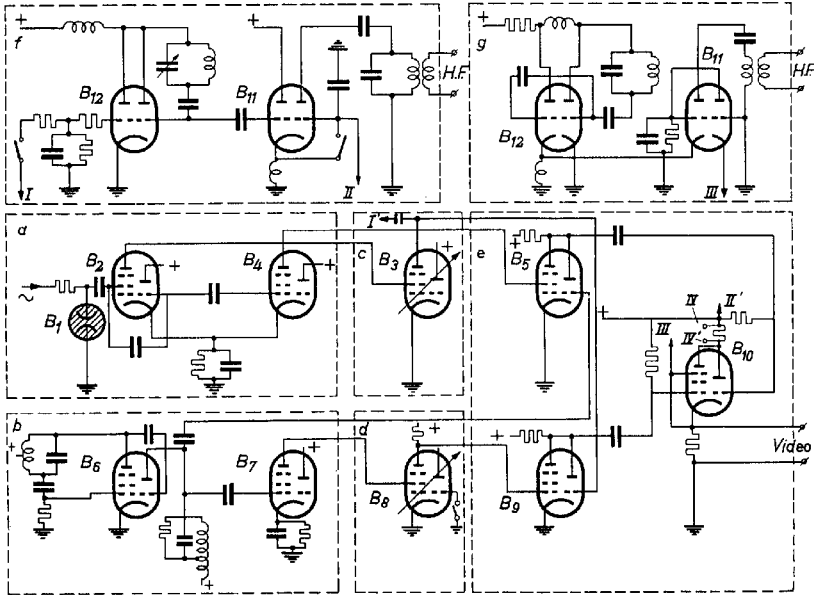 +
f
+
B12
B11
H.F.
I
II
+
g
B11
B12
H.F.
III
a
B2
B4
+
+
~
B1
I'
c
B3
+
e
+
B5
+
III
IV
II'
IV'
B10
b
+
B6
B7
+
+
d
+
B8
+
B9
Video